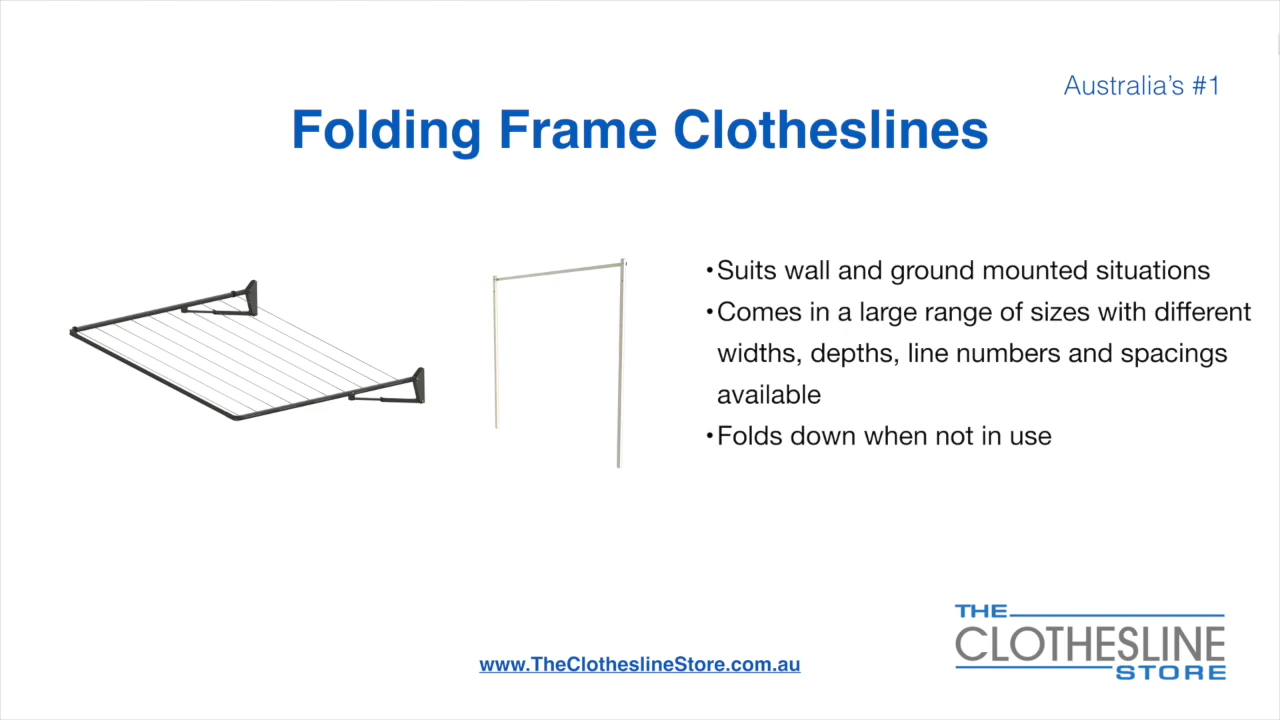 Australia's #1
Folding Frame Clotheslines
•Suits wall and ground mounted situations
•Comes in a large range of sizes with different
widths, depths, line numbers and spacings
available
•Folds down when not in use
www.TheClotheslineStore.com.au
THE
CLOTHESLINE
STORE